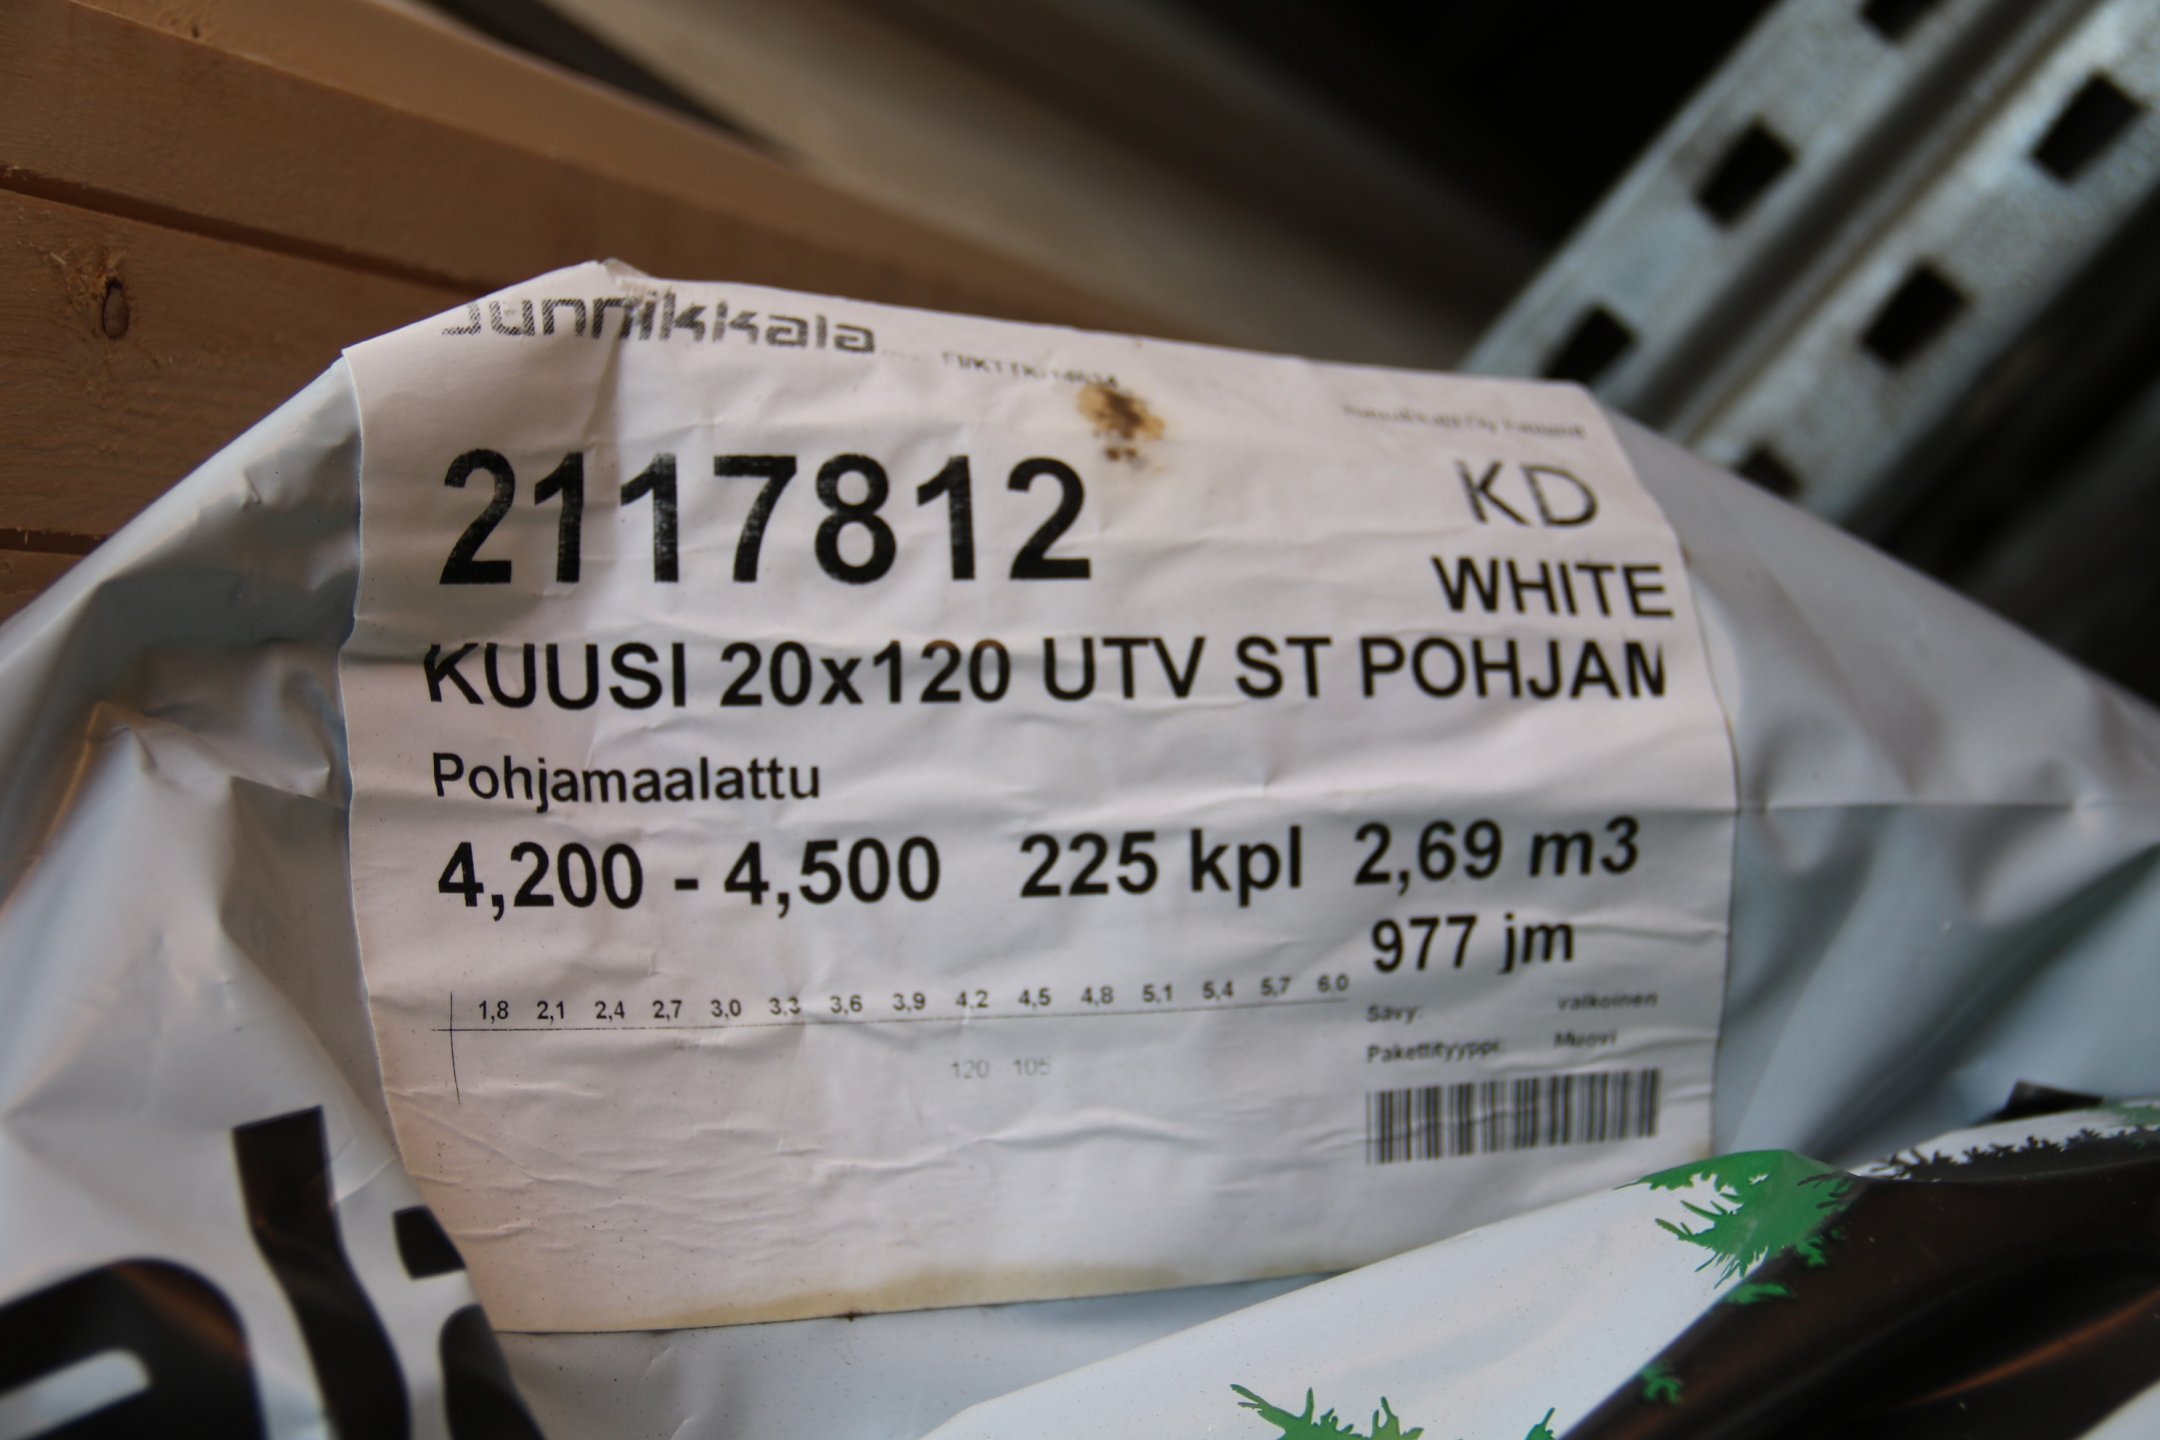 Junnikkala
FI/KTTK/14634
2117812
KD
WHITE
KUUSI 20x120 UTV ST POHJAM
Pohjamaalattu
4,200 - 4,500 225 kpl 2,69 m3
977 jm
1,8 2,1 2,4 2,7 3,0 3,3 3,6 3,9 4,2 4,5 4,8 5,1 5,4 5,7 6,0
120 105
Sävy: valkoinen
Pakettityyppi: Muovi